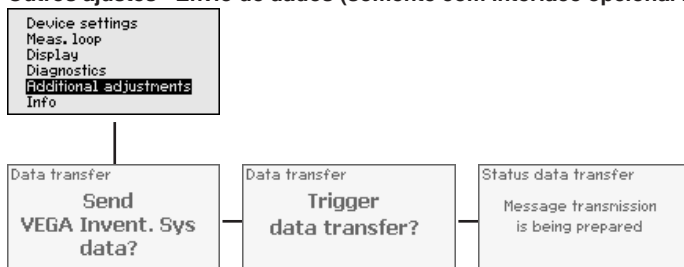 Outros ajustes - Envio de dados (somente com interface opcional
Device settings
Meas. loop
Display
Diagnostics
Additional adjustments
Info
Data transfer
Send
VEGA Invent. Sys
data?
Data transfer
Trigger
data transfer?
Status data transfer
Message transmission
is being prepared